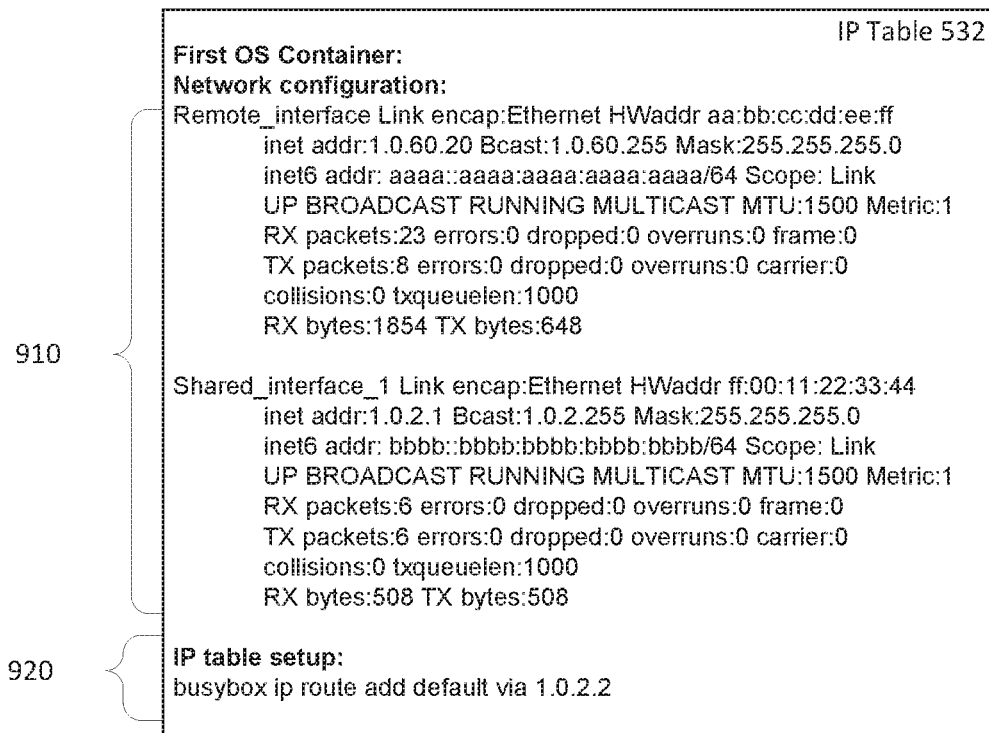 IP Table 532
First OS Container:
Network configuration:
Remote_interface Link encap:Ethernet HWaddr aa:bb:cc:dd:ee:ff
inet addr:1.0.60.20 Bcast:1.0.60.255 Mask:255.255.255.0
inet6 addr: aaaa::aaaa:aaaa:aaaa:aaaa/64 Scope: Link
UP BROADCAST RUNNING MULTICAST MTU:1500 Metric:1
RX packets:23 errors:0 dropped:0 overruns:0 frame:0
TX packets:8 errors:0 dropped:0 overruns:0 carrier:0
collisions:0 txqueuelen:1000
RX bytes:1854 TX bytes:648
910
Shared_interface_1 Link encap:Ethernet HWaddr ff:00:11:22:33:44
inet addr:1.0.2.1 Bcast:1.0.2.255 Mask:255.255.255.0
inet6 addr: bbbb::bbbb:bbbb:bbbb:bbbb/64 Scope: Link
UP BROADCAST RUNNING MULTICAST MTU:1500 Metric:1
RX packets:6 errors:0 dropped:0 overruns:0 frame:0
TX packets:6 errors:0 dropped:0 overruns:0 carrier:0
collisions:0 txqueuelen:1000
RX bytes:508 TX bytes:508
920
IP table setup:
busybox ip route add default via 1.0.2.2